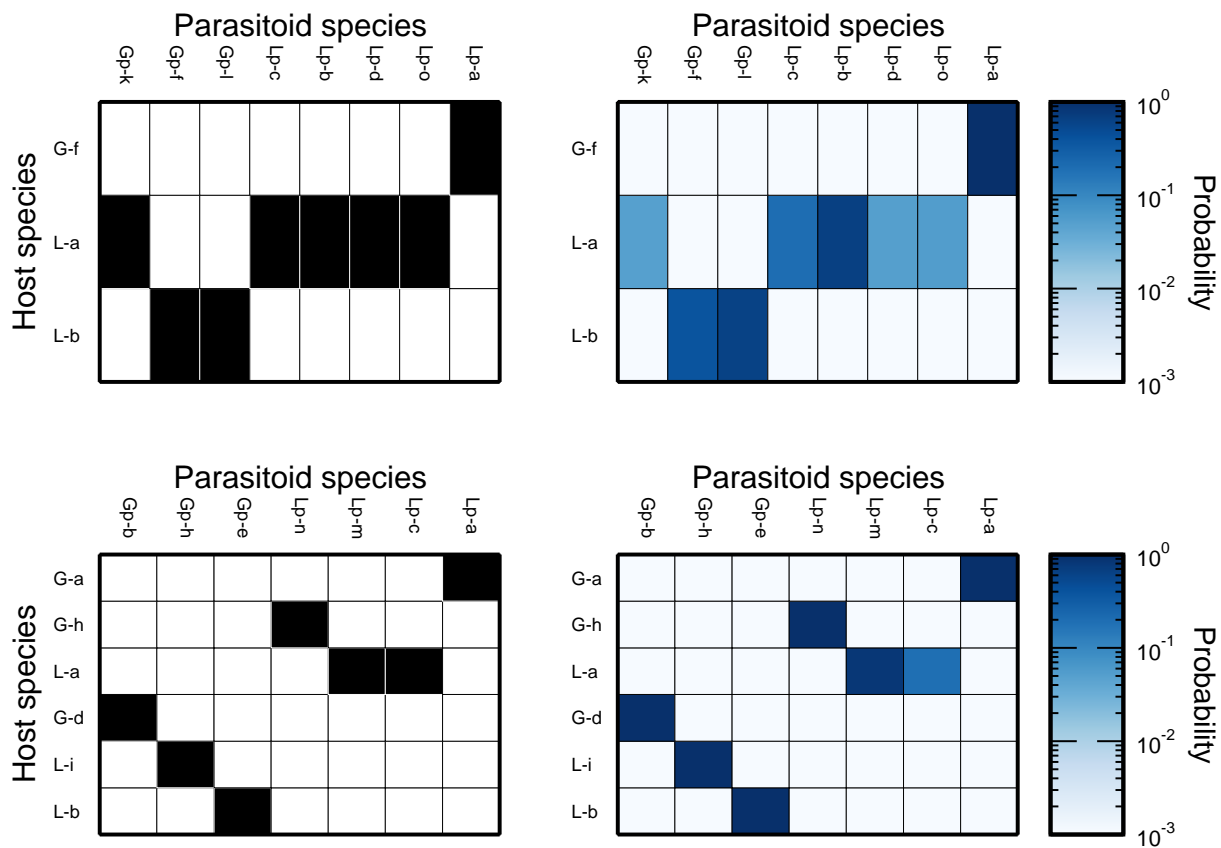 Parasitoid species
Gp-k Gp-f Gp-l Lp-c Lp-b Lp-d Lp-o Lp-a
Host species
G-f
L-a
L-b
Parasitoid species
Gp-k Gp-f Gp-l Lp-c Lp-b Lp-d Lp-o Lp-a
G-f
L-a
L-b
10^0
10^-1
10^-2
10^-3
Probability
Parasitoid species
Gp-b Gp-h Gp-e Lp-n Lp-m Lp-c Lp-a
Host species
G-a
G-h
L-a
G-d
L-i
L-b
Parasitoid species
Gp-b Gp-h Gp-e Lp-n Lp-m Lp-c Lp-a
G-a
G-h
L-a
G-d
L-i
L-b
10^0
10^-1
10^-2
10^-3
Probability